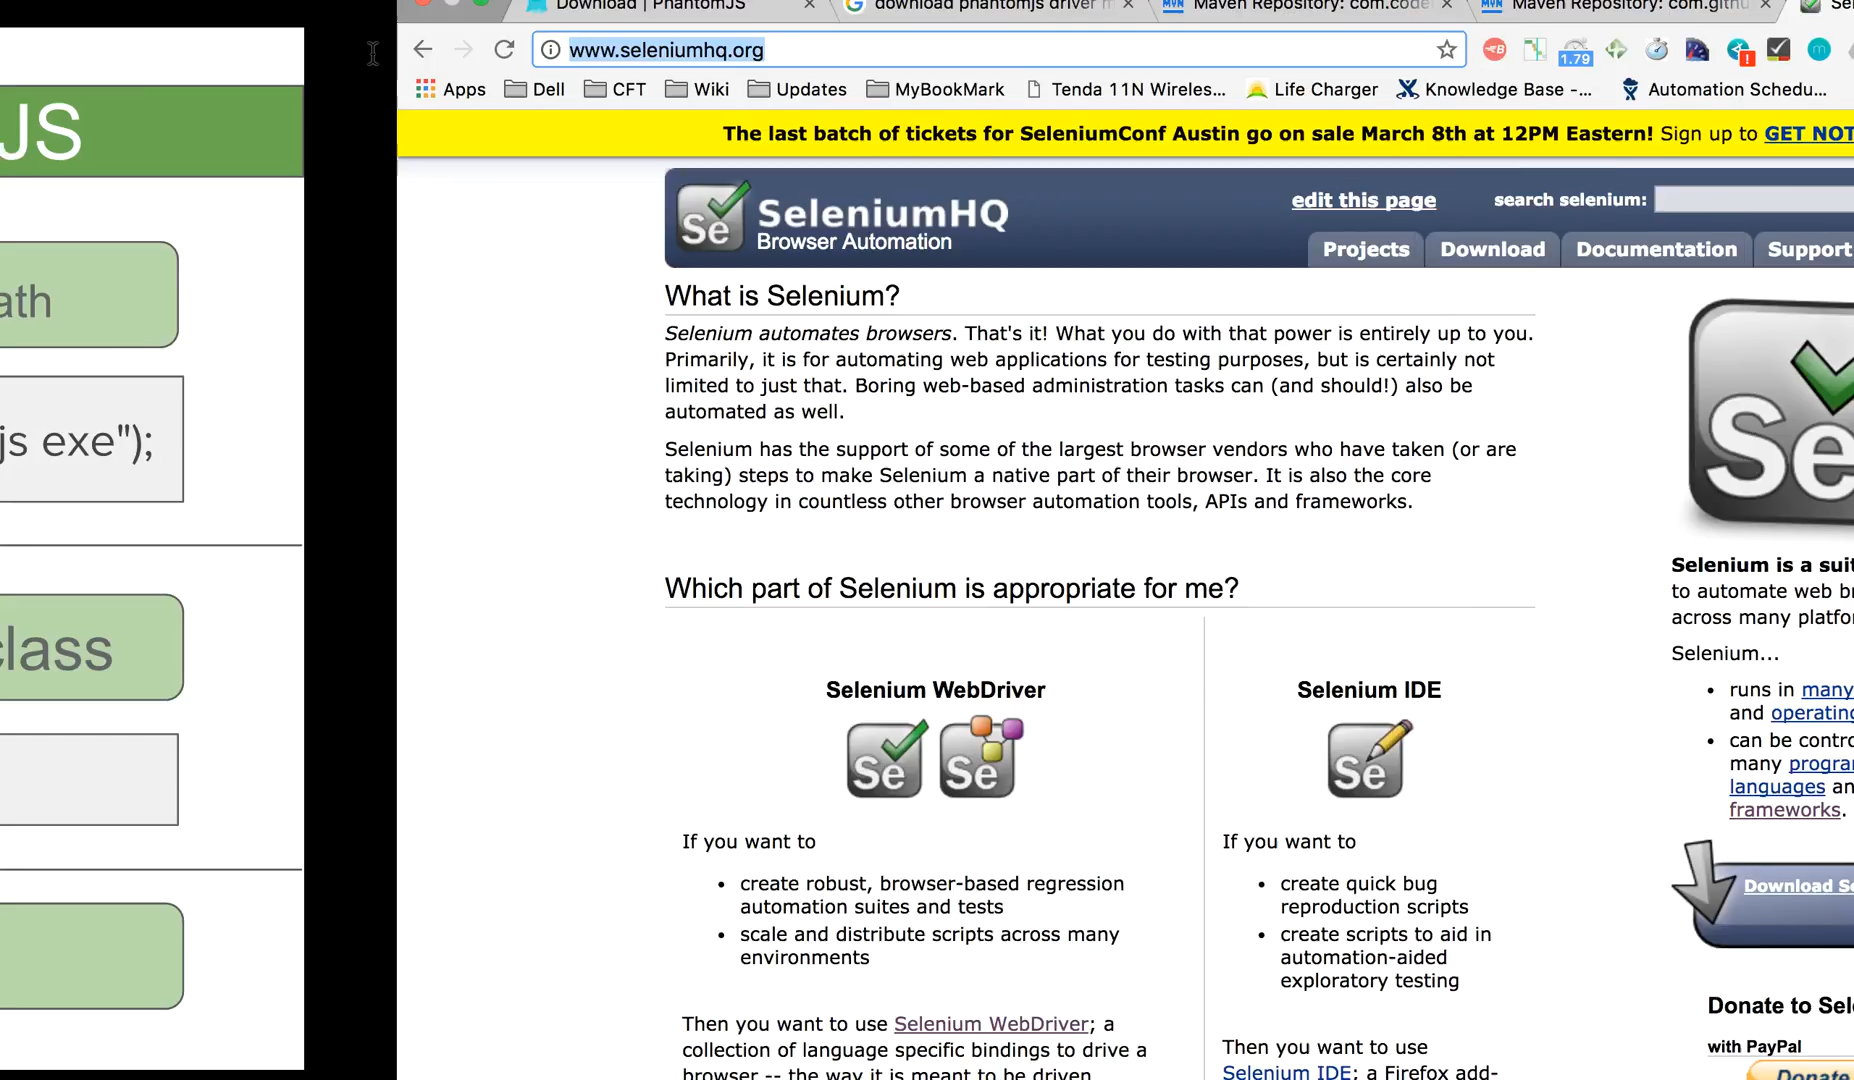 JS
ath
js exe");
class
Download | PhantomJS
download phantomjs driver m
Maven Repository: com.code
Maven Repository: com.githu
www.seleniumhq.org
1.79
Apps
Dell
CFT
Wiki
Updates
MyBookMark
Tenda 11N Wireles...
Life Charger
Knowledge Base -...
Automation Schedu...
The last batch of tickets for SeleniumConf Austin go on sale March 8th at 12PM Eastern! Sign up to GET NOT
Se
SeleniumHQ
Browser Automation
edit this page
search selenium:
Projects
Download
Documentation
Support
What is Selenium?
Selenium automates browsers. That's it! What you do with that power is entirely up to you.
Primarily, it is for automating web applications for testing purposes, but is certainly not
limited to just that. Boring web-based administration tasks can (and should!) also be
automated as well.
Selenium has the support of some of the largest browser vendors who have taken (or are
taking) steps to make Selenium a native part of their browser. It is also the core
technology in countless other browser automation tools, APIs and frameworks.
Which part of Selenium is appropriate for me?
Selenium WebDriver
Se
Se
If you want to
• create robust, browser-based regression
automation suites and tests
• scale and distribute scripts across many
environments
Then you want to use Selenium WebDriver; a
collection of language specific bindings to drive a
browser -- the way it is meant to be driven
Selenium IDE
Se
If you want to
• create quick bug
reproduction scripts
• create scripts to aid in
automation-aided
exploratory testing
Then you want to use
Selenium IDE; a Firefox add-
Se
Selenium is a suit
to automate web br
across many platfo
Selenium...
• runs in many
and operating
• can be contro
many program
languages an
frameworks.
Download Se
Donate to Sel
with PayPal
Donate